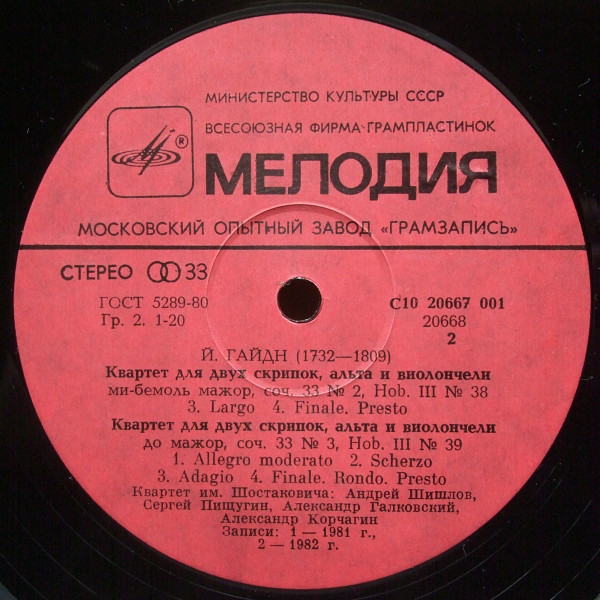 МИНИСТЕРСТВО КУЛЬТУРЫ СССР
ВСЕСОЮЗНАЯ ФИРМА ГРАМПЛАСТИНОК
®
МЕЛОДИЯ
МОСКОВСКИЙ ОПЫТНЫЙ ЗАВОД «ГРАМЗАПИСЬ»
СТЕРЕО 33
ГОСТ 5289-80
Гр. 2. 1-20
С10 20667 001
20668
2
Й. ГАЙДН (1732—1809)
Квартет для двух скрипок, альта и виолончели
ми-бемоль мажор, соч. 33 № 2, Hob. III № 38
3. Largo 4. Finale. Presto
Квартет для двух скрипок, альта и виолончели
до мажор, соч. 33 № 3, Hob. III № 39
1. Allegro moderato 2. Scherzo
3. Adagio 4. Finale. Rondo. Presto
Квартет им. Шостаковича: Андрей Шишлов,
Сергей Пищугин, Александр Галковский,
Александр Корчагин
Записи: 1 — 1981 г.,
2 — 1982 г.